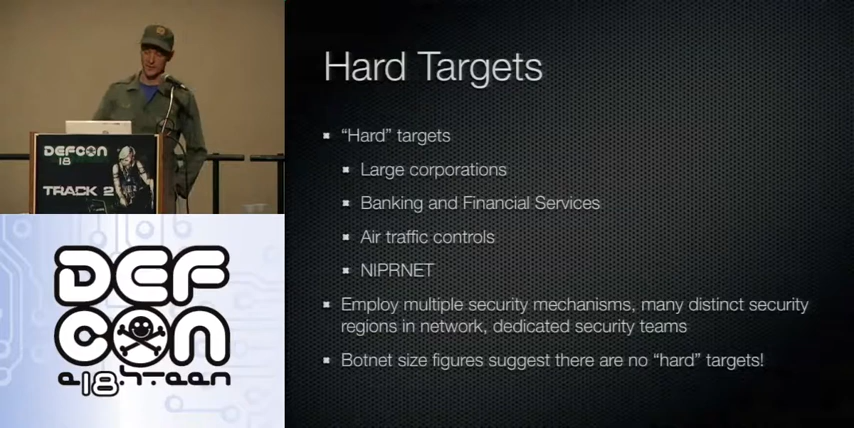 Hard Targets
"Hard" targets
Large corporations
Banking and Financial Services
Air traffic controls
NIPRNET
Employ multiple security mechanisms, many distinct security
regions in network, dedicated security teams
Botnet size figures suggest there are no "hard" targets!
DEFCON
18
TRACK 2
DEF
CON
e18hteen